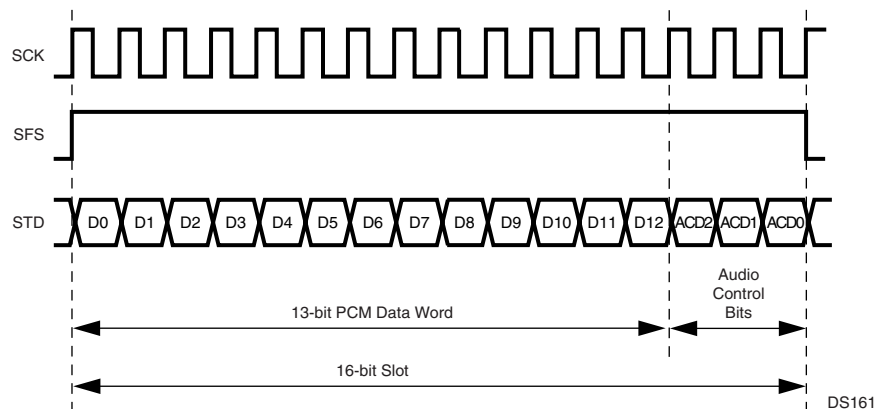 SCK
SFS
STD
D0 D1 D2 D3 D4 D5 D6 D7 D8 D9 D10 D11 D12 ACD2 ACD1 ACD0
Audio
Control
Bits
13-bit PCM Data Word
16-bit Slot
DS161